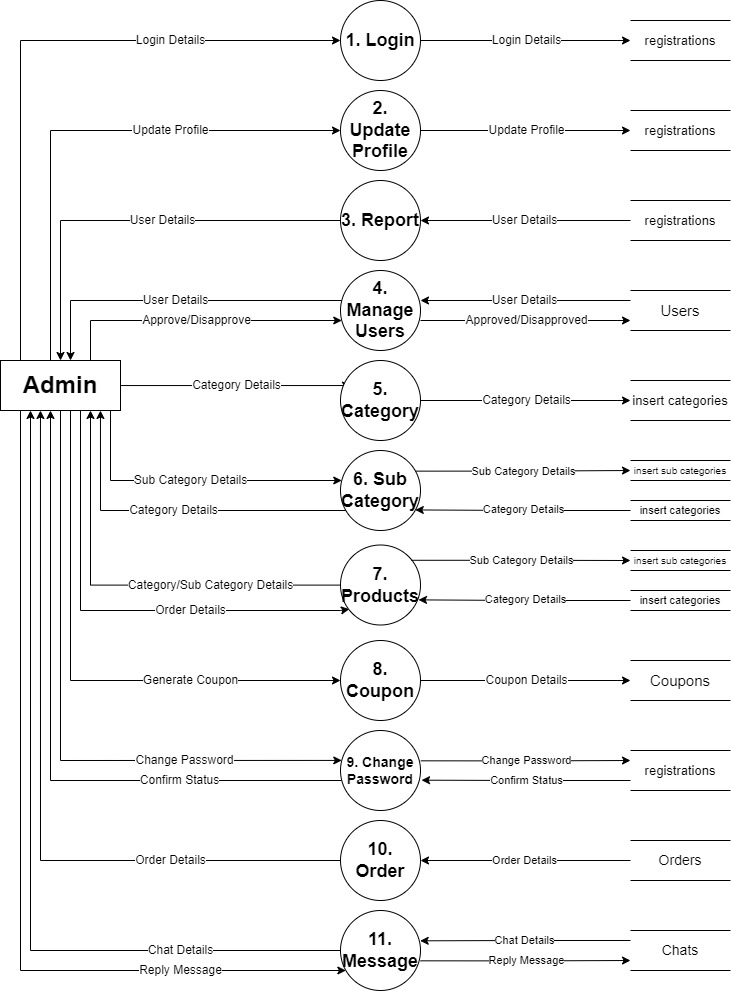 Login Details
1. Login
Login Details
registrations
Update Profile
2.
Update
Profile
Update Profile
registrations
User Details
3. Report
User Details
registrations
User Details
Approve/Disapprove
4.
Manage
Users
User Details
Approved/Disapproved
Users
Admin
Category Details
5.
Category
Category Details
insert categories
Sub Category Details
Category Details
6. Sub
Category
Sub Category Details
insert sub categories
Category Details
insert categories
Category/Sub Category Details
Order Details
7.
Products
Sub Category Details
insert sub categories
Category Details
insert categories
Generate Coupon
8.
Coupon
Coupon Details
Coupons
Change Password
Confirm Status
9. Change
Password
Change Password
Confirm Status
registrations
Order Details
10.
Order
Order Details
Orders
Chat Details
Reply Message
11.
Message
Chat Details
Reply Message
Chats